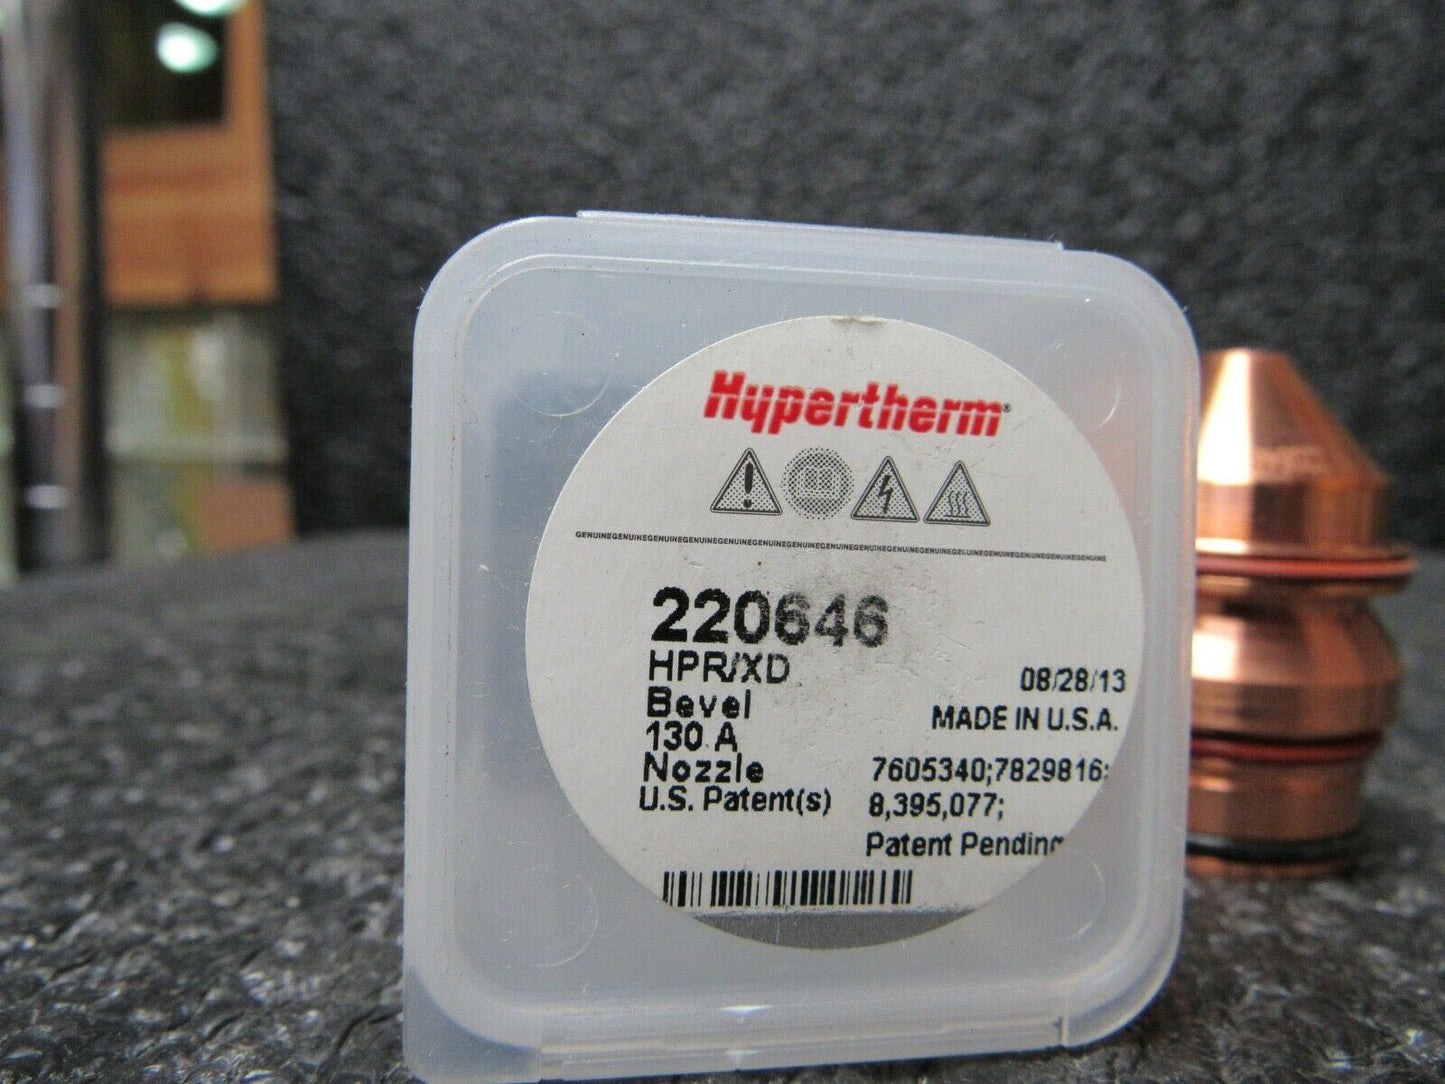 Hypertherm®
GENUINEGENUINEGENUINEGENUINEGENUINEGENUINEGENUINEGENUINEGENUINEGENUINEGENUINEGENUINEGENUINEGENUINEGENUINE
220646
HPR/XD
Bevel
130 A
Nozzle
U.S. Patent(s)
08/28/13
MADE IN U.S.A.
7605340;7829816;
8,395,077;
Patent Pending